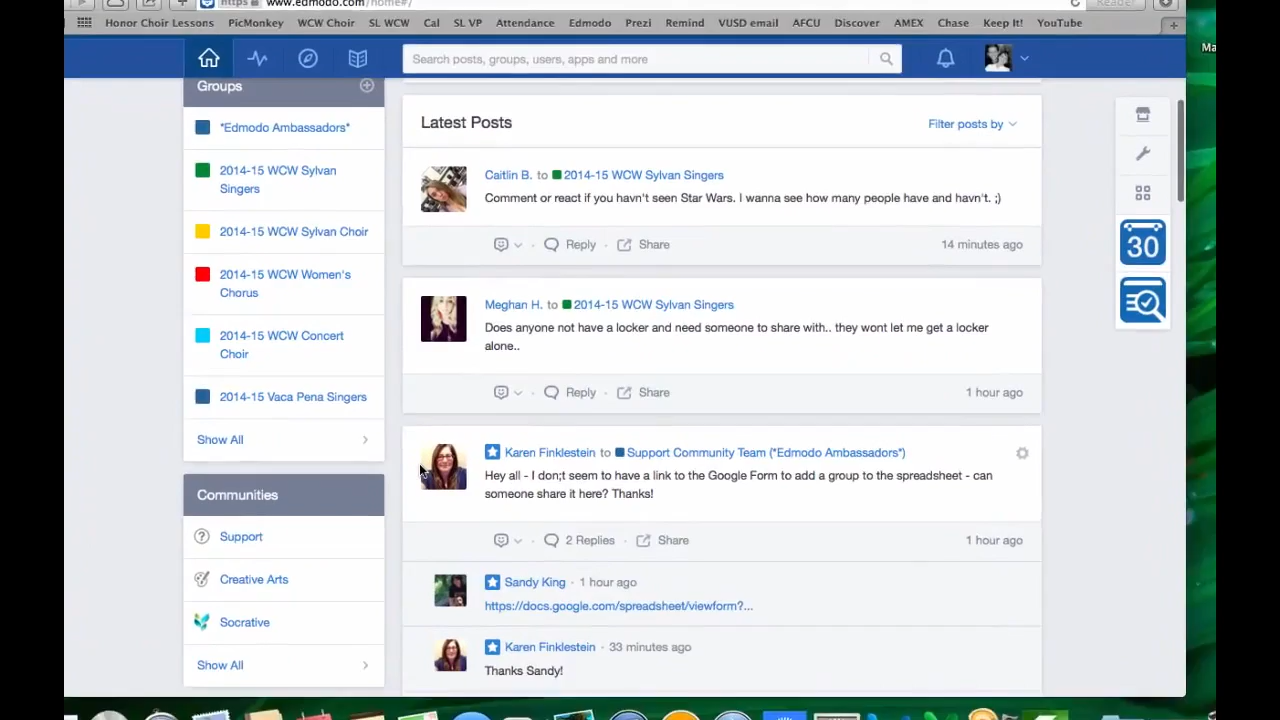 https www.edmodo.com/home#/ Reader
Honor Choir Lessons PicMonkey WCW Choir SL WCW Cal SL VP Attendance Edmodo Prezi Remind VUSD email AFCU Discover AMEX Chase Keep It! YouTube
Ma
Search posts, groups, users, apps and more
Groups
*Edmodo Ambassadors*
2014-15 WCW Sylvan
Singers
2014-15 WCW Sylvan Choir
2014-15 WCW Women's
Chorus
2014-15 WCW Concert
Choir
2014-15 Vaca Pena Singers
Show All
Communities
Support
Creative Arts
Socrative
Show All
Latest Posts
Filter posts by
Caitlin B. to 2014-15 WCW Sylvan Singers
Comment or react if you havn't seen Star Wars. I wanna see how many people have and havn't. ;)
Reply Share 14 minutes ago
Meghan H. to 2014-15 WCW Sylvan Singers
Does anyone not have a locker and need someone to share with.. they wont let me get a locker
alone..
Reply Share 1 hour ago
Karen Finklestein to Support Community Team (*Edmodo Ambassadors*)
Hey all - I don;t seem to have a link to the Google Form to add a group to the spreadsheet - can
someone share it here? Thanks!
2 Replies Share 1 hour ago
Sandy King · 1 hour ago
https://docs.google.com/spreadsheet/viewform?...
Karen Finklestein · 33 minutes ago
Thanks Sandy!
30